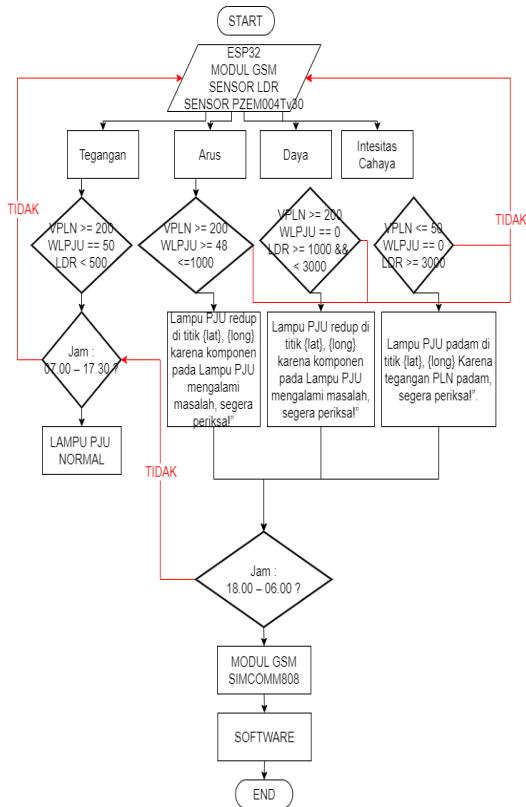 START
ESP32
MODUL GSM
SENSOR LDR
SENSOR PZEM004Tv30
Tegangan
Arus
Daya
Intesitas
Cahaya
TIDAK
TIDAK
VPLN >= 200
WLPJU == 50
LDR < 500
VPLN >= 200
WLPJU >= 48
<=1000
VPLN >= 200
WLPJU == 0
LDR >= 1000 &&
< 3000
VPLN <= 50
WLPJU == 0
LDR >= 3000
Jam :
07.00 – 17.30 ?
Lampu PJU redup
di titik {lat}, {long}
karena komponen
pada Lampu PJU
mengalami
masalah, segera
periksa!"
Lampu PJU redup di
titik {lat}, {long}
karena komponen
pada Lampu PJU
mengalami masalah,
segera periksa!"
Lampu PJU padam di
titik {lat}, {long} Karena
tegangan PLN padam,
segera periksa!".
LAMPU PJU
NORMAL
TIDAK
Jam :
18.00 – 06.00 ?
MODUL GSM
SIMCOMM808
SOFTWARE
END